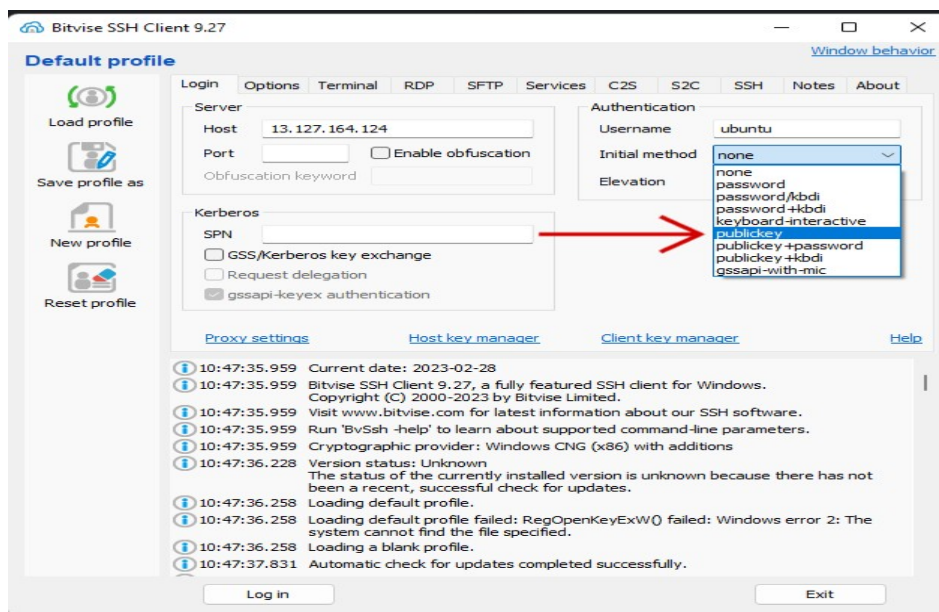 Bitvise SSH Client 9.27
Default profile
Window behavior
Load profile
Save profile as
New profile
Reset profile
Login Options Terminal RDP SFTP Services C2S S2C SSH Notes About
Server
Host 13.127.164.124
Port Enable obfuscation
Obfuscation keyword
Kerberos
SPN
GSS/Kerberos key exchange
Request delegation
gssapi-keyex authentication
Authentication
Username ubuntu
Initial method none
Elevation
none
password
password/kbdi
password+kbdi
keyboard-interactive
publickey
publickey+password
publickey+kbdi
gssapi-with-mic
Proxy settings Host key manager Client key manager Help
10:47:35.959 Current date: 2023-02-28
10:47:35.959 Bitvise SSH Client 9.27, a fully featured SSH client for Windows.
Copyright (C) 2000-2023 by Bitvise Limited.
10:47:35.959 Visit www.bitvise.com for latest information about our SSH software.
10:47:35.959 Run 'BvSsh -help' to learn about supported command-line parameters.
10:47:35.959 Cryptographic provider: Windows CNG (x86) with additions
10:47:36.228 Version status: Unknown
The status of the currently installed version is unknown because there has not
been a recent, successful check for updates.
10:47:36.258 Loading default profile.
10:47:36.258 Loading default profile failed: RegOpenKeyExW() failed: Windows error 2: The
system cannot find the file specified.
10:47:36.258 Loading a blank profile.
10:47:37.831 Automatic check for updates completed successfully.
Log in Exit